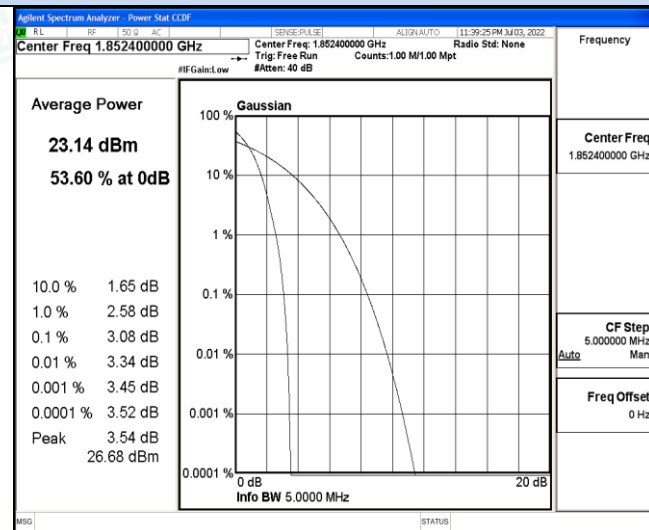 Agilent Spectrum Analyzer - Power Stat CCDF
RL RF 50 Ω AC SENSE:PULSE ALIGN AUTO 11:39:25 PM Jul 03, 2022
Center Freq 1.852400000 GHz
Center Freq: 1.852400000 GHz Radio Std: None
Trig: Free Run Counts:1.00 M/1.00 Mpt
#IFGain:Low #Atten: 40 dB
Frequency
Average Power
23.14 dBm
53.60 % at 0dB
10.0 % 1.65 dB
1.0 % 2.58 dB
0.1 % 3.08 dB
0.01 % 3.34 dB
0.001 % 3.45 dB
0.0001 % 3.52 dB
Peak 3.54 dB
26.68 dBm
Gaussian
100 %
10 %
1 %
0.1 %
0.01 %
0.001 %
0.0001 %
0 dB 20 dB
Info BW 5.0000 MHz
Center Freq
1.852400000 GHz
CF Step
5.000000 MHz
Auto Man
Freq Offset
0 Hz
MSG STATUS